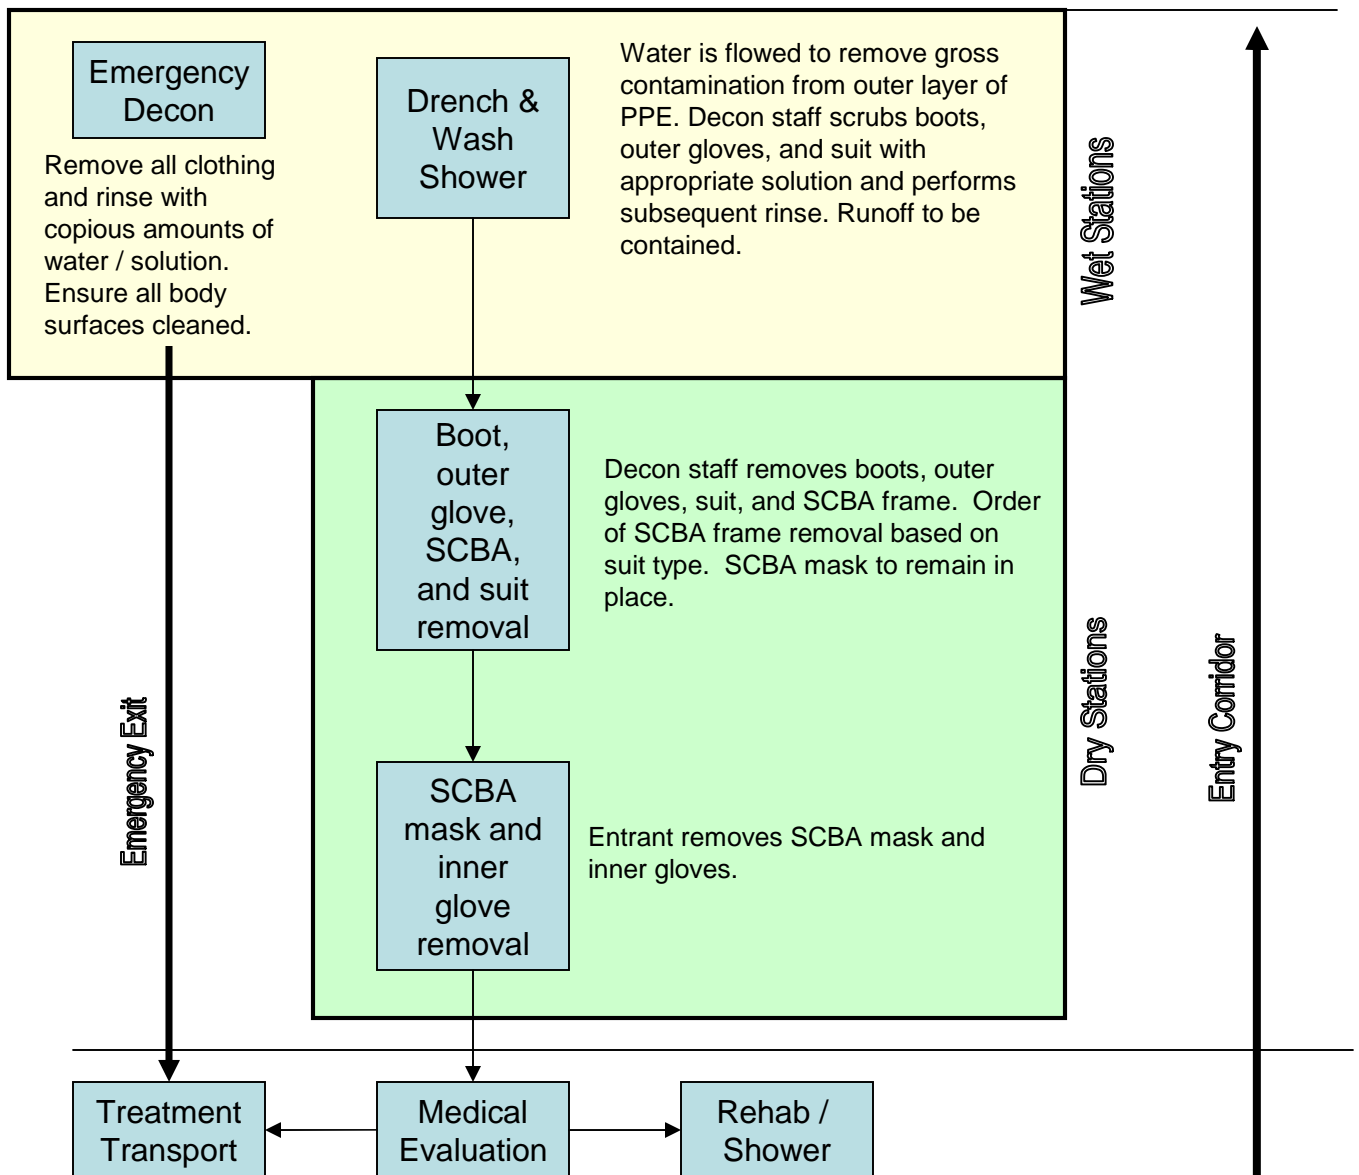 Emergency
Decon
Remove all clothing
and rinse with
copious amounts of
water / solution.
Ensure all body
surfaces cleaned.
Drench &
Wash
Shower
Water is flowed to remove gross
contamination from outer layer of
PPE. Decon staff scrubs boots,
outer gloves, and suit with
appropriate solution and performs
subsequent rinse. Runoff to be
contained.
Wet Stations
Boot,
outer
glove,
SCBA,
and suit
removal
Decon staff removes boots, outer
gloves, suit, and SCBA frame.  Order
of SCBA frame removal based on
suit type.  SCBA mask to remain in
place.
SCBA
mask and
inner
glove
removal
Entrant removes SCBA mask and
inner gloves.
Dry Stations
Entry Corridor
Emergency Exit
Treatment
Transport
Medical
Evaluation
Rehab /
Shower